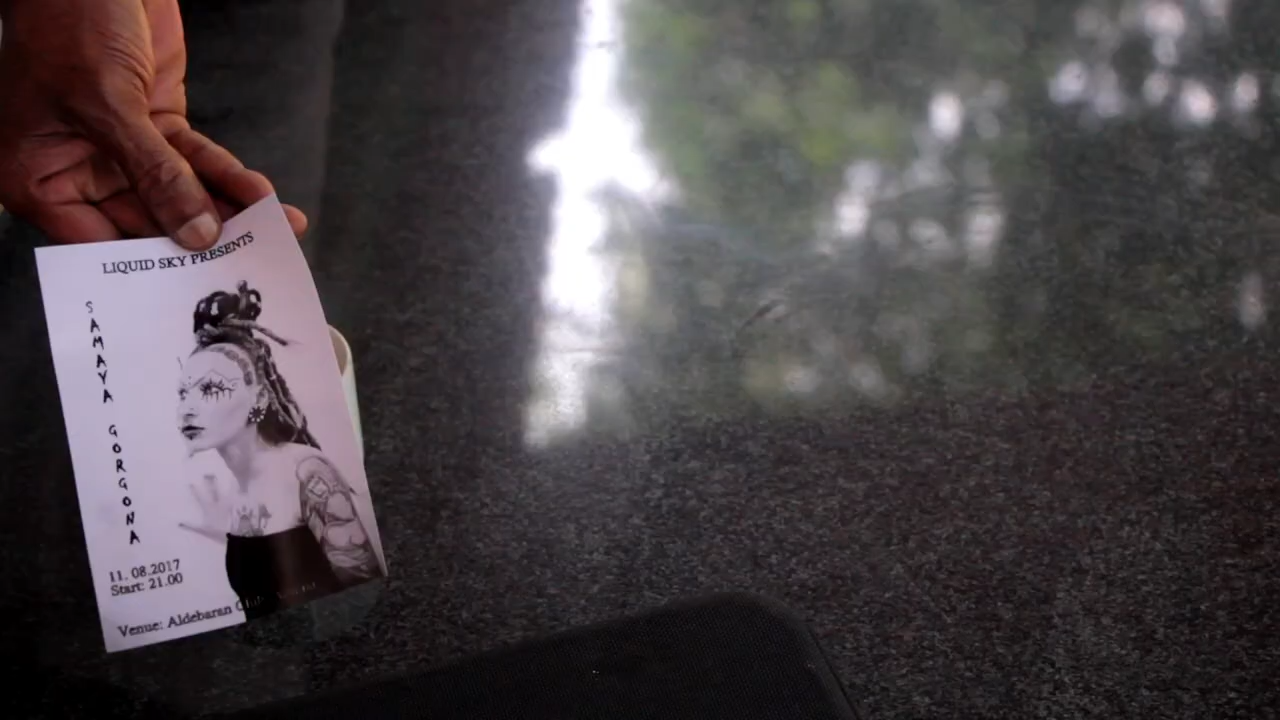 LIQUID SKY PRESENTS
SAMAYA GORGONA
11. 08.2017
Start: 21.00
Venue: Aldebaran